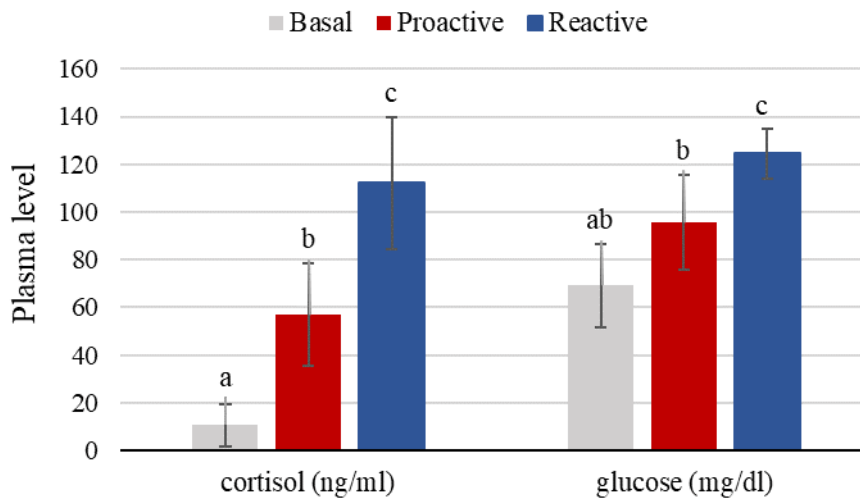 Basal Proactive Reactive
160
140
120
100
80
60
40
20
0
Plasma level
a
b
c
ab
b
c
cortisol (ng/ml) glucose (mg/dl)